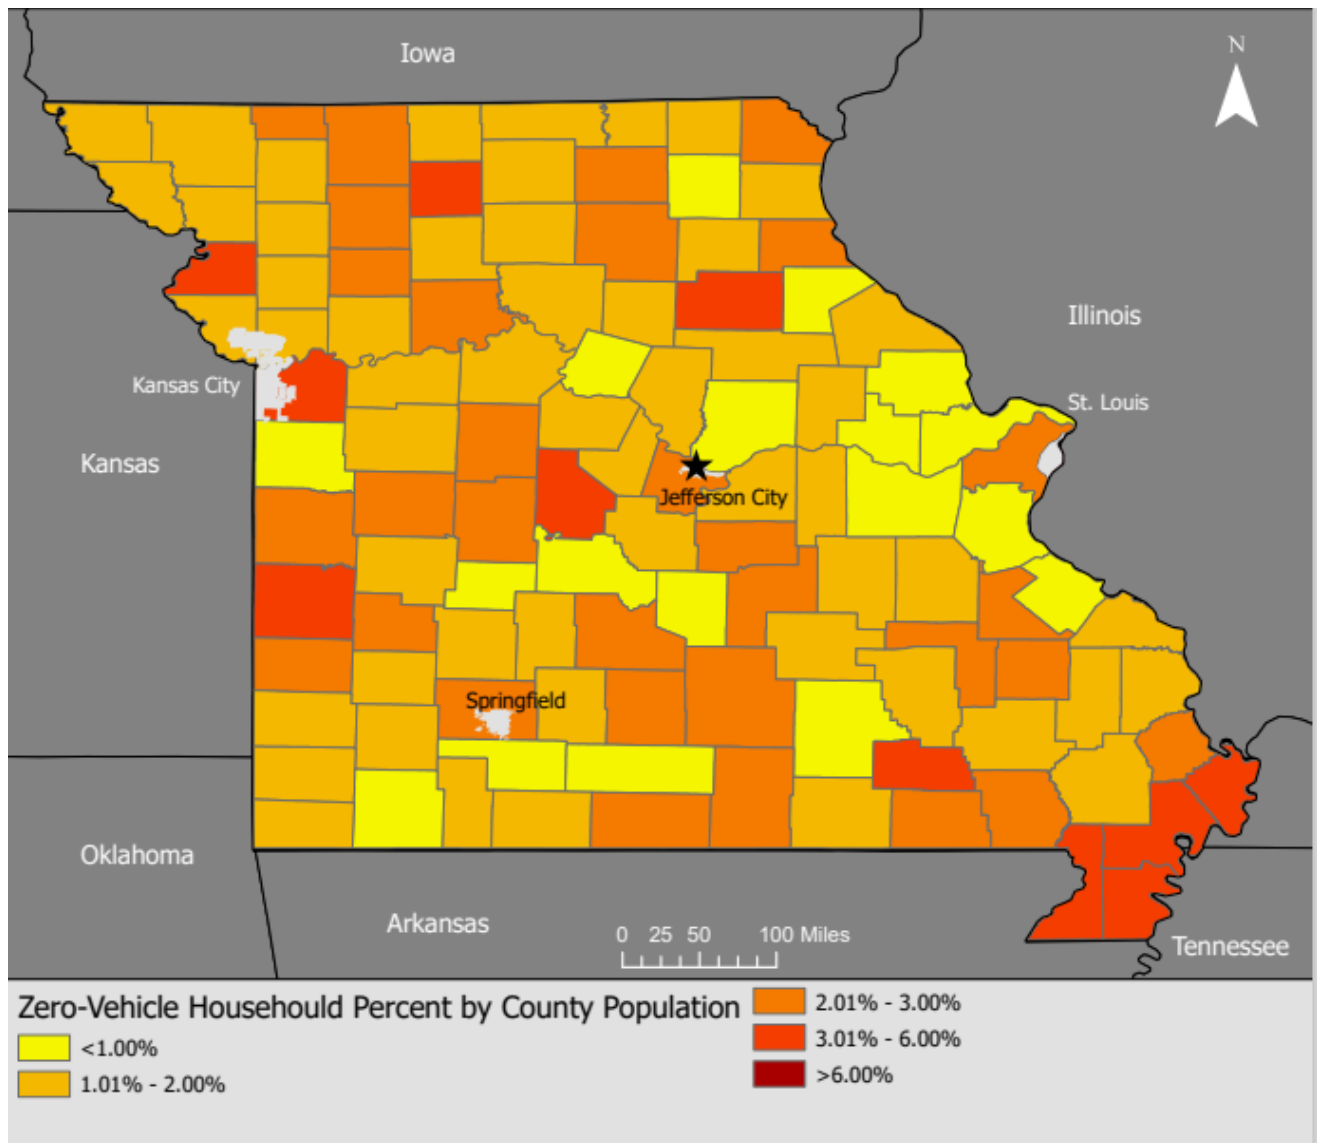 Iowa
N
Illinois
Kansas City
St. Louis
Kansas
Jefferson City
Springfield
Oklahoma
Arkansas
0 25 50 100 Miles
Tennessee
Zero-Vehicle Househould Percent by County Population
<1.00%
1.01% - 2.00%
2.01% - 3.00%
3.01% - 6.00%
>6.00%